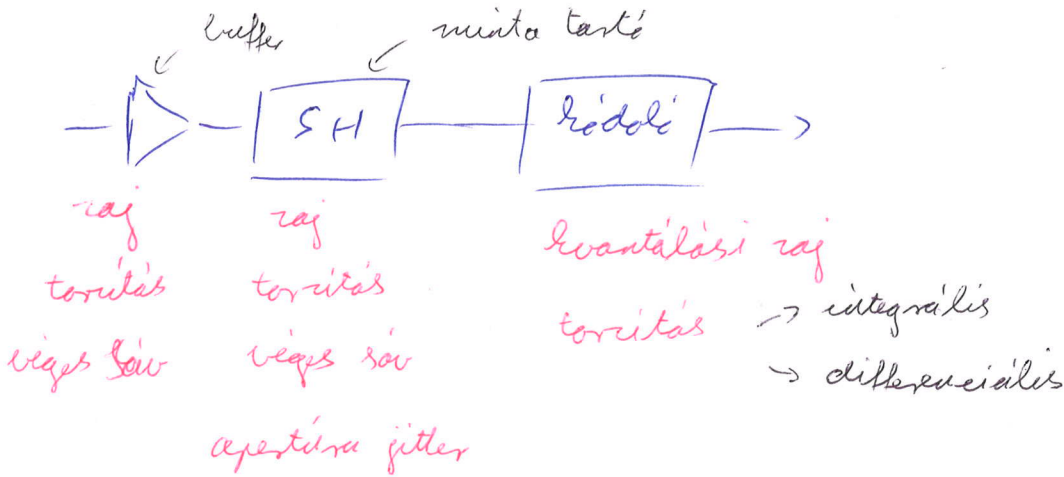 buffer
minta tartó
SH
kódoló
zaj
zaj
kvantálási zaj
torzítás
torzítás
torzítás
→ integrális
véges sáv
véges sáv
→ differenciális
apertúra jitter